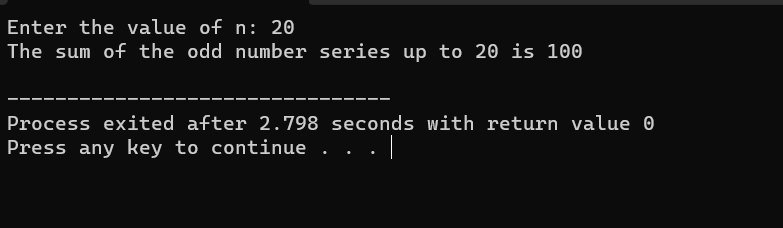 Enter the value of n: 20
The sum of the odd number series up to 20 is 100
--------------------------------
Process exited after 2.798 seconds with return value 0
Press any key to continue . . .